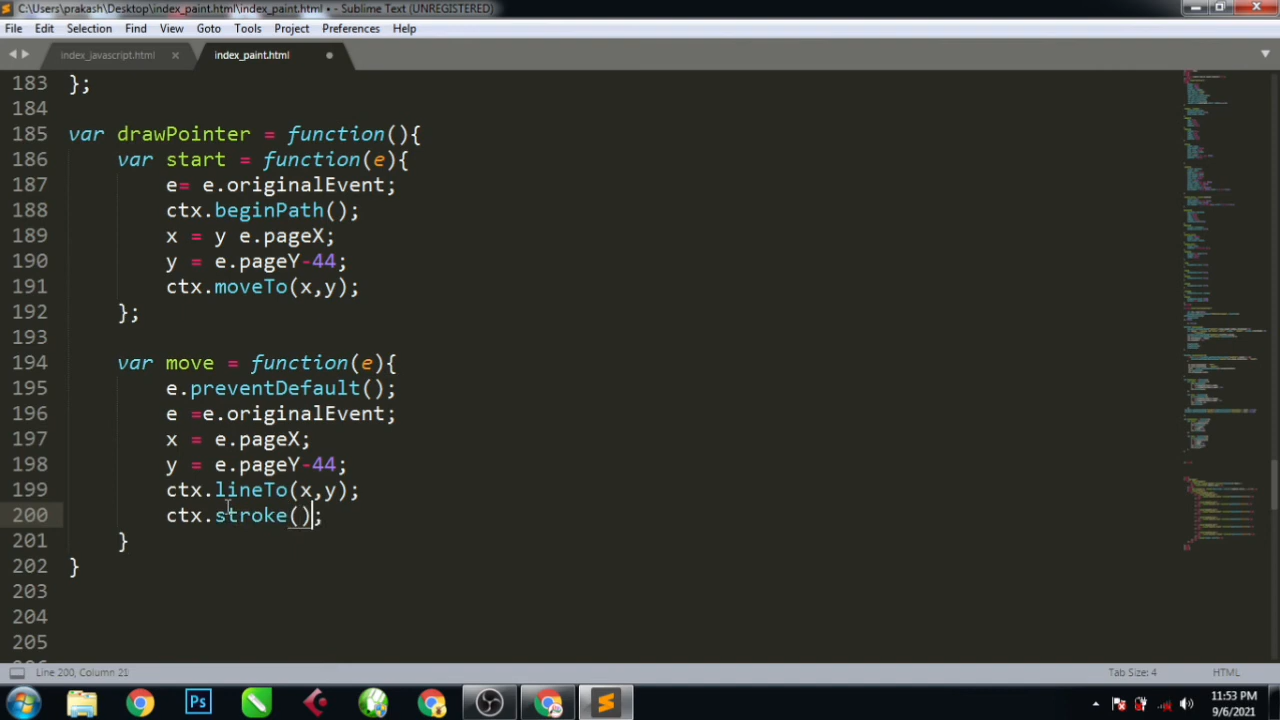 C:\Users\prakash\Desktop\index_paint.html\index_paint.html • - Sublime Text (UNREGISTERED)
File Edit Selection Find View Goto Tools Project Preferences Help
index_javascript.html index_paint.html
183 };
184
185 var drawPointer = function(){
186 var start = function(e){
187 e= e.originalEvent;
188 ctx.beginPath();
189 x = y e.pageX;
190 y = e.pageY-44;
191 ctx.moveTo(x,y);
192 };
193
194 var move = function(e){
195 e.preventDefault();
196 e =e.originalEvent;
197 x = e.pageX;
198 y = e.pageY-44;
199 ctx.lineTo(x,y);
200 ctx.stroke();
201 }
202 }
203
204
205
Line 200, Column 21 Tab Size: 4 HTML
Ps
11:53 PM
9/6/2021